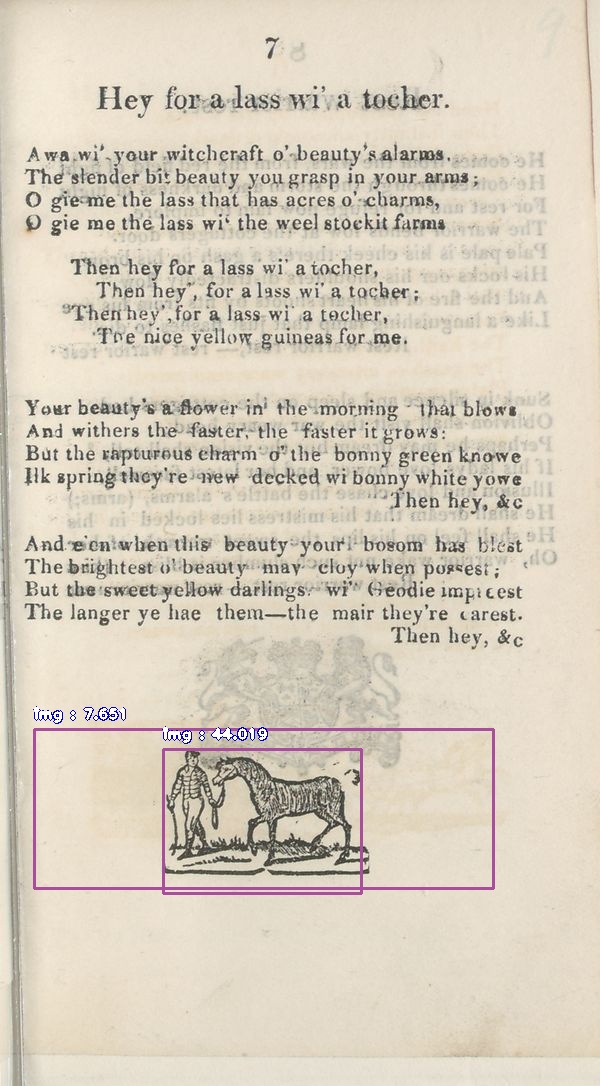 7
Hey for a lass wi' a tocher.
Awa wi' your witchcraft o' beauty's alarms.
The slender bit beauty you grasp in your arms;
O gie me the lass that has acres o' charms,
O gie me the lass wi' the weel stockit farms
Then hey for a lass wi' a tocher,
Then hey', for a lass wi' a tocher;
Then hey', for a lass wi' a tocher,
The nice yellow guineas for me.
Your beauty's a flower in' the morning that blows
And withers the faster, the faster it grows:
But the rapturous charm o' the bonny green knowe
Ilk spring they're new decked wi bonny white yowe
Then hey, &c
And e'en when this beauty your bosom has blest
The brightest o' beauty may cloy when possest;
But the sweet yellow darlings wi' Geodie imprest
The langer ye hae them—the mair they're carest.
Then hey, &c
img : 7.651
img : 44.019